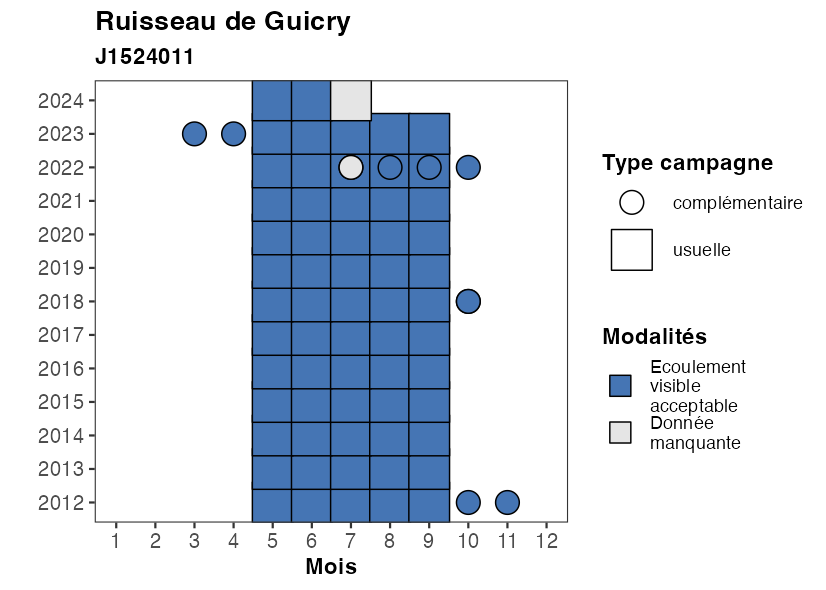 Ruisseau de Guicry
J1524011
2024
2023
2022
2021
2020
2019
2018
2017
2016
2015
2014
2013
2012
1 2 3 4 5 6 7 8 9 10 11 12
Mois
Type campagne
complémentaire
usuelle
Modalités
Ecoulement
visible
acceptable
Donnée
manquante